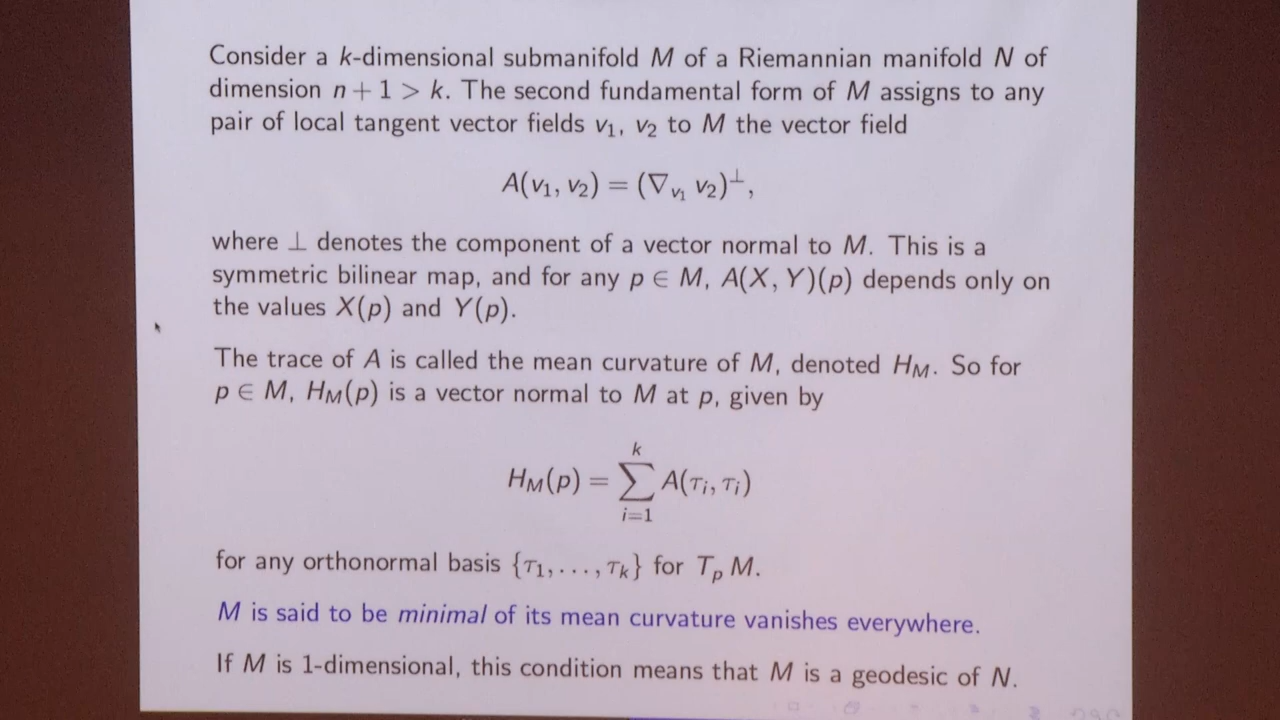 Consider a k-dimensional submanifold M of a Riemannian manifold N of
dimension n + 1 > k. The second fundamental form of M assigns to any
pair of local tangent vector fields v₁, v₂ to M the vector field
A(v₁, v₂) = (∇_{v₁} v₂)^⊥,
where ⊥ denotes the component of a vector normal to M. This is a
symmetric bilinear map, and for any p ∈ M, A(X, Y)(p) depends only on
the values X(p) and Y(p).
The trace of A is called the mean curvature of M, denoted H_M. So for
p ∈ M, H_M(p) is a vector normal to M at p, given by
H_M(p) = ∑_{i=1}^{k} A(τᵢ, τᵢ)
for any orthonormal basis {τ₁, . . . , τₖ} for T_p M.
M is said to be minimal of its mean curvature vanishes everywhere.
If M is 1-dimensional, this condition means that M is a geodesic of N.